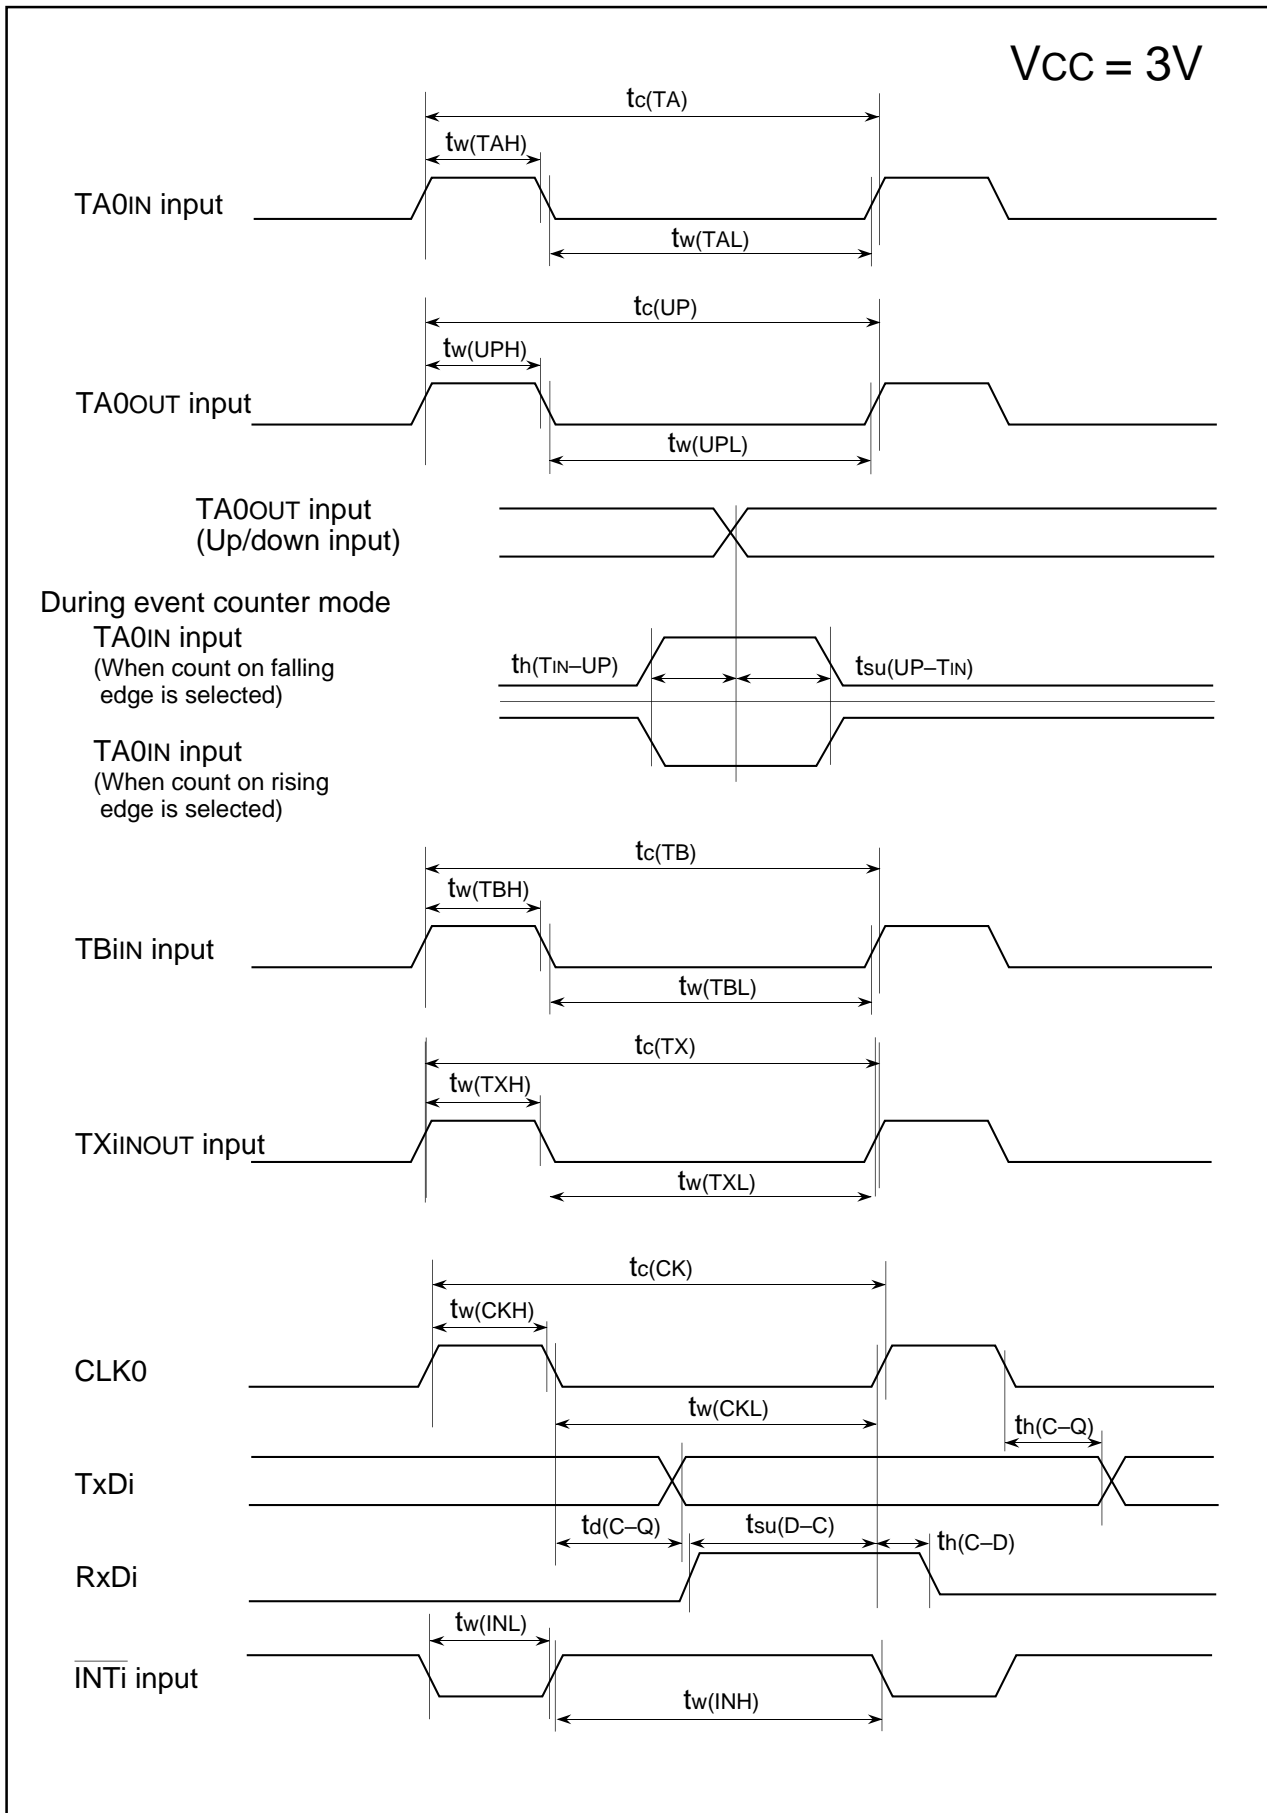 VCC = 3V
tc(TA)
tw(TAH)
TA0IN input
tw(TAL)
tc(UP)
tw(UPH)
TA0OUT input
tw(UPL)
TA0OUT input
(Up/down input)
During event counter mode
TA0IN input
(When count on falling
edge is selected)
th(TIN–UP)
tsu(UP–TIN)
TA0IN input
(When count on rising
edge is selected)
tc(TB)
tw(TBH)
TBiIN input
tw(TBL)
tc(TX)
tw(TXH)
TXiINOUT input
tw(TXL)
tc(CK)
tw(CKH)
CLK0
tw(CKL)
th(C–Q)
TxDi
td(C–Q)
tsu(D–C)
th(C–D)
RxDi
tw(INL)
I̅N̅T̅i̅ input
tw(INH)